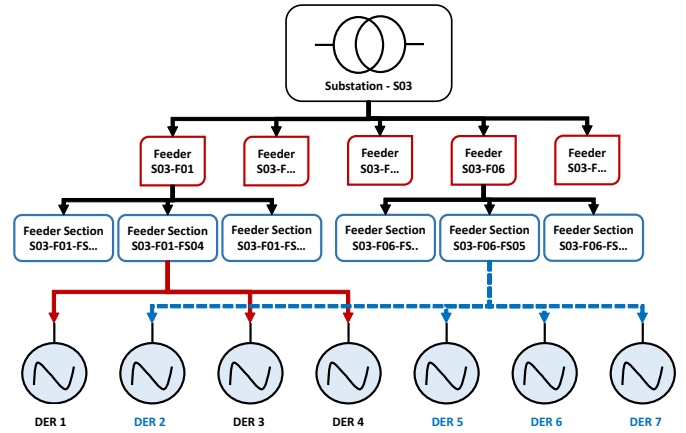 Substation - S03
Feeder
S03-F01
Feeder
S03-F...
Feeder
S03-F...
Feeder
S03-F06
Feeder
S03-F...
Feeder Section
S03-F01-FS...
Feeder Section
S03-F01-FS04
Feeder Section
S03-F01-FS...
Feeder Section
S03-F06-FS..
Feeder Section
S03-F06-FS05
Feeder Section
S03-F06-FS...
DER 1
DER 2
DER 3
DER 4
DER 5
DER 6
DER 7